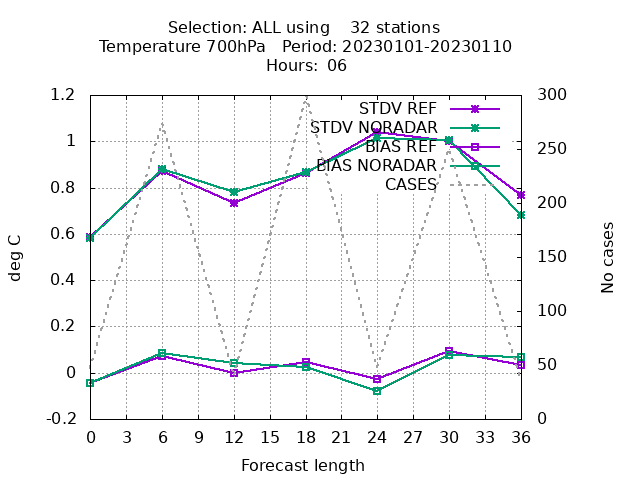 Selection: ALL using    32 stations
Temperature 700hPa   Period: 20230101-20230110
Hours: 06
1.2
1
0.8
0.6
0.4
0.2
0
-0.2
deg C
300
250
200
150
100
50
0
No cases
STDV REF
STDV NORADAR
BIAS REF
BIAS NORADAR
CASES
0 3 6 9 12 15 18 21 24 27 30 33 36
Forecast length